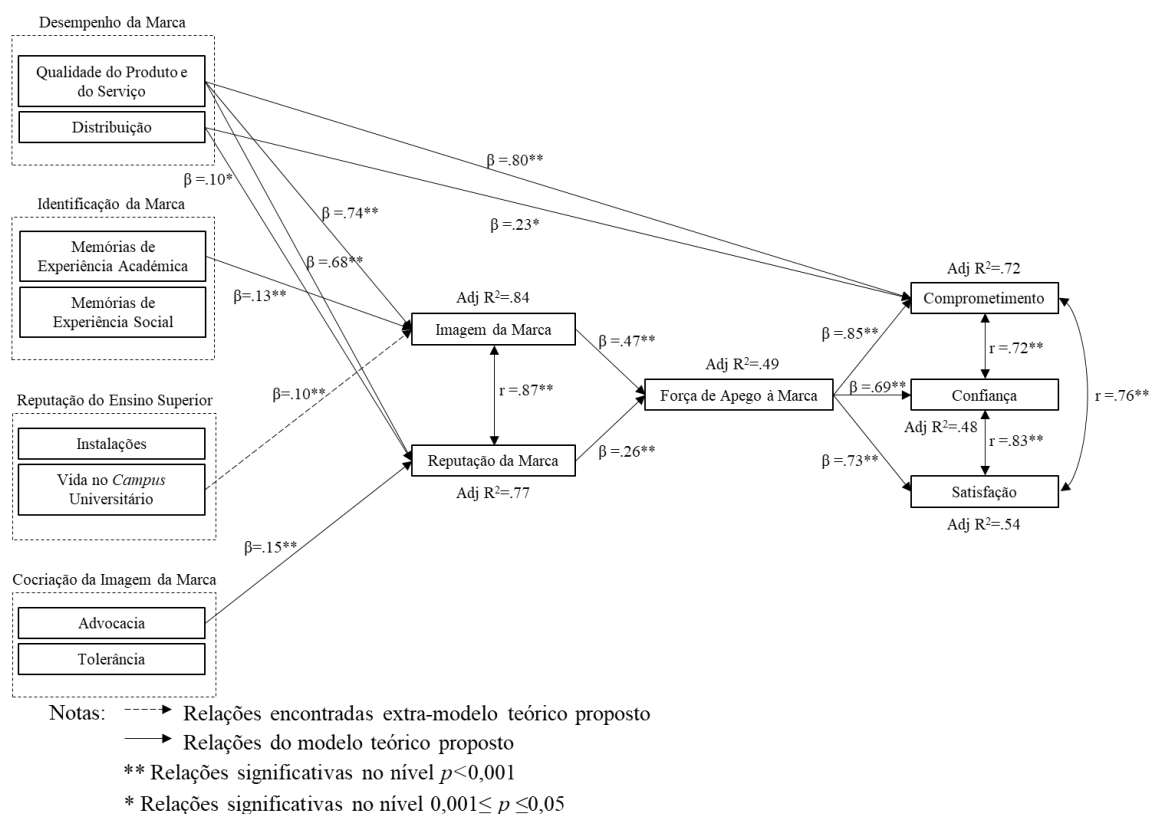 Desempenho da Marca
Qualidade do Produto e
do Serviço
Distribuição
β =.10*
Identificação da Marca
Memórias de
Experiência Académica
Memórias de
Experiência Social
β=.13**
Reputação do Ensino Superior
Instalações
Vida no Campus
Universitário
Cocriação da Imagem da Marca
Advocacia
Tolerância
β =.80**
β =.23*
β =.74**
β =.68**
β =.10**
β=.15**
Adj R²=.84
Imagem da Marca
r =.87**
Reputação da Marca
Adj R²=.77
β =.47**
β =.26**
Adj R²=.49
Força de Apego à Marca
β =.85**
β =.69**
β =.73**
Adj R²=.72
Comprometimento
r =.72**
Confiança
Adj R²=.48
r =.83**
Satisfação
Adj R²=.54
r =.76**
Notas:
Relações encontradas extra-modelo teórico proposto
Relações do modelo teórico proposto
** Relações significativas no nível p<0,001
* Relações significativas no nível 0,001≤ p ≤0,05